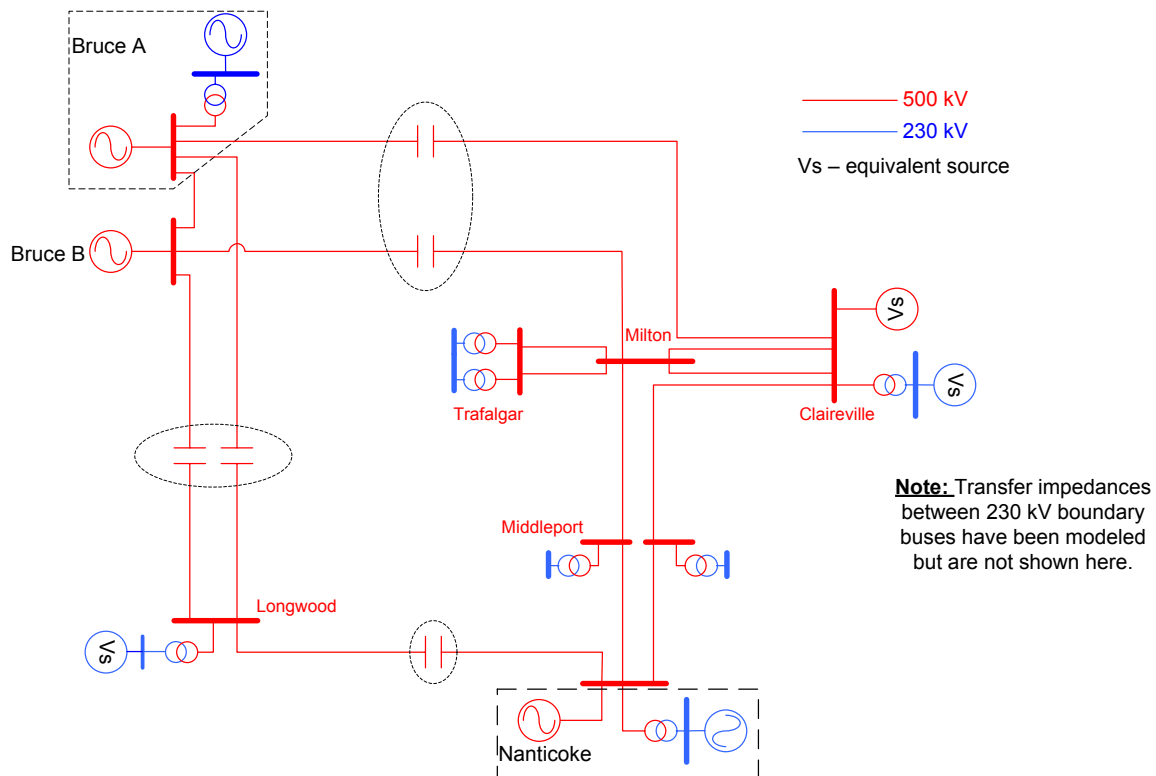 Bruce A
500 kV
230 kV
Vs – equivalent source
Bruce B
Vs
Milton
Vs
Trafalgar
Claireville
Note: Transfer impedances
between 230 kV boundary
buses have been modeled
but are not shown here.
Middleport
Longwood
Vs
Nanticoke